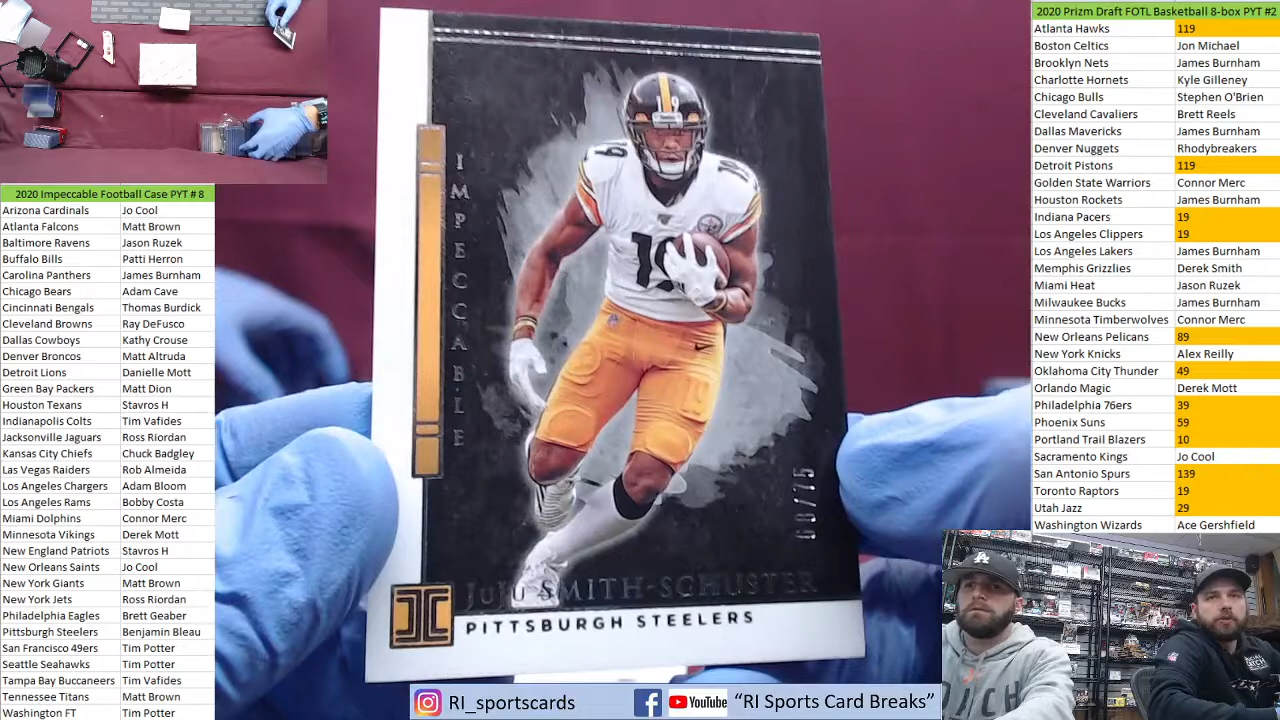 2020 Impeccable Football Case PYT # 8
Arizona Cardinals Jo Cool
Atlanta Falcons Matt Brown
Baltimore Ravens Jason Ruzek
Buffalo Bills Patti Herron
Carolina Panthers James Burnham
Chicago Bears Adam Cave
Cincinnati Bengals Thomas Burdick
Cleveland Browns Ray DeFusco
Dallas Cowboys Kathy Crouse
Denver Broncos Matt Altruda
Detroit Lions Danielle Mott
Green Bay Packers Matt Dion
Houston Texans Stavros H
Indianapolis Colts Tim Vafides
Jacksonville Jaguars Ross Riordan
Kansas City Chiefs Chuck Badgley
Las Vegas Raiders Rob Almeida
Los Angeles Chargers Adam Bloom
Los Angeles Rams Bobby Costa
Miami Dolphins Connor Merc
Minnesota Vikings Derek Mott
New England Patriots Stavros H
New Orleans Saints Jo Cool
New York Giants Matt Brown
New York Jets Ross Riordan
Philadelphia Eagles Brett Geaber
Pittsburgh Steelers Benjamin Bleau
San Francisco 49ers Tim Potter
Seattle Seahawks Tim Potter
Tampa Bay Buccaneers Tim Vafides
Tennessee Titans Matt Brown
Washington FT Tim Potter
IMPECCABLE
19
19
19
19
JuJu SMITH-SCHUSTER
PITTSBURGH STEELERS
RI_sportscards
YouTube "RI Sports Card Breaks"
2020 Prizm Draft FOTL Basketball 8-box PYT #2
Atlanta Hawks 119
Boston Celtics Jon Michael
Brooklyn Nets James Burnham
Charlotte Hornets Kyle Gilleney
Chicago Bulls Stephen O'Brien
Cleveland Cavaliers Brett Reels
Dallas Mavericks James Burnham
Denver Nuggets Rhodybreakers
Detroit Pistons 119
Golden State Warriors Connor Merc
Houston Rockets James Burnham
Indiana Pacers 19
Los Angeles Clippers 19
Los Angeles Lakers James Burnham
Memphis Grizzlies Derek Smith
Miami Heat Jason Ruzek
Milwaukee Bucks James Burnham
Minnesota Timberwolves Connor Merc
New Orleans Pelicans 89
New York Knicks Alex Reilly
Oklahoma City Thunder 49
Orlando Magic Derek Mott
Philadelphia 76ers 39
Phoenix Suns 59
Portland Trail Blazers 10
Sacramento Kings Jo Cool
San Antonio Spurs 139
Toronto Raptors 19
Utah Jazz 29
Washington Wizards Ace Gershfield
LA